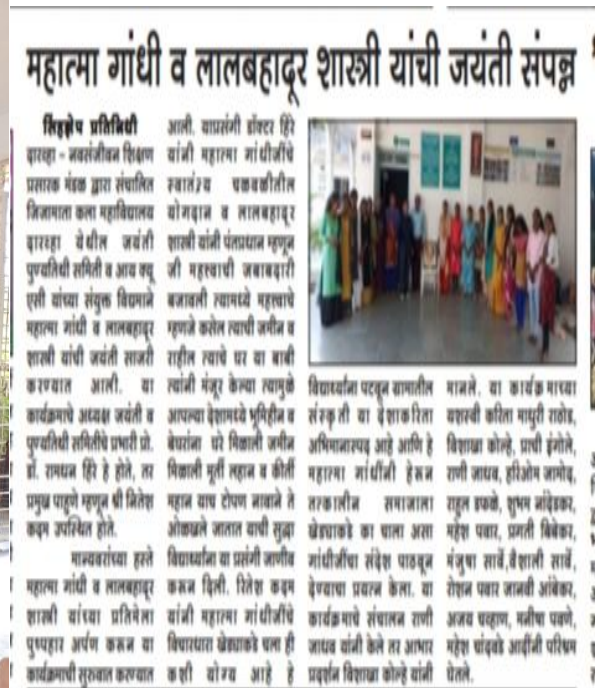 महात्मा गांधी व लालबहादूर शास्त्री यांची जयंती संपन्न
सिंहझेप प्रतिनिधी
दारव्हा - नवसंजीवन शिक्षण
प्रसारक मंडळ द्वारा संचालित
जिजामाता कला महाविद्यालय
दारव्हा येथील जयंती
पुण्यतिथी समिती व आय क्यू
एसी यांच्या संयुक्त विद्यमाने
महात्मा गांधी व लालबहादूर
शास्त्री यांची जयंती साजरी
करण्यात आली. या
कार्यक्रमाचे अध्यक्ष जयंती व
पुण्यतिथी समितीचे प्रभारी प्रो.
डॉ. रामधन हिरे हे होते, तर
प्रमुख पाहुणे म्हणून श्री नितेश
कदम उपस्थित होते.
मान्यवरांच्या हस्ते
महात्मा गांधी व लालबहादूर
शास्त्री यांच्या प्रतिमेला
पुष्पहार अर्पण करून या
कार्यक्रमाची सुरुवात करण्यात
आली. याप्रसंगी डॉक्टर हिरे
यांनी महात्मा गांधीजींचे
स्वातंत्र्य चळवळीतील
योगदान व लालबहादूर
शास्त्री यांनी पंतप्रधान म्हणून
जी महत्त्वाची जबाबदारी
बजावली त्यामध्ये महत्त्वाचे
म्हणजे कसेल त्याची जमीन व
राहील त्याचे घर या बाबी
त्यांनी मंजूर केल्या त्यामुळे
आपल्या देशामध्ये भूमिहीन व
बेघरांना घरे मिळाली जमीन
मिळाली मूर्ती लहान व कीर्ती
महान याच टोपण नावाने ते
ओळखले जातात याची सुद्धा
विद्यार्थ्यांना या प्रसंगी जाणीव
करून दिली. रितेश कदम
यांनी महात्मा गांधीजींचे
विचारधारा खेड्याकडे चला ही
कशी योग्य आहे हे
विद्यार्थ्यांना पटवून ग्रामातील
संस्कृती या देशाकरिता
अभिमानास्पद आहे आणि हे
महात्मा गांधींनी हेरून
तत्कालीन समाजाला
खेड्याकडे का चला असा
गांधीजींचा संदेश पाठवून
देण्याचा प्रयत्न केला. या
कार्यक्रमाचे संचालन राणी
जाधव यांनी केले तर आभार
प्रदर्शन विशाखा कोल्हे यांनी
मानले. या कार्यक्रमाच्या
यशस्वी करिता माधुरी राठोड,
विशाखा कोल्हे, प्राची इंगोले,
राणी जाधव, हरिओम जामोद,
राहुल डफळे, शुभम नांदेडकर,
महेश पवार, प्रगती बिबेकर,
मंजुषा सार्वे, वैशाली सार्वे,
रोशन पवार जानवी आंबेकर,
अजय चव्हाण, मनीषा पवणे,
महेश चांदवडे आदींनी परिश्रम
घेतले.